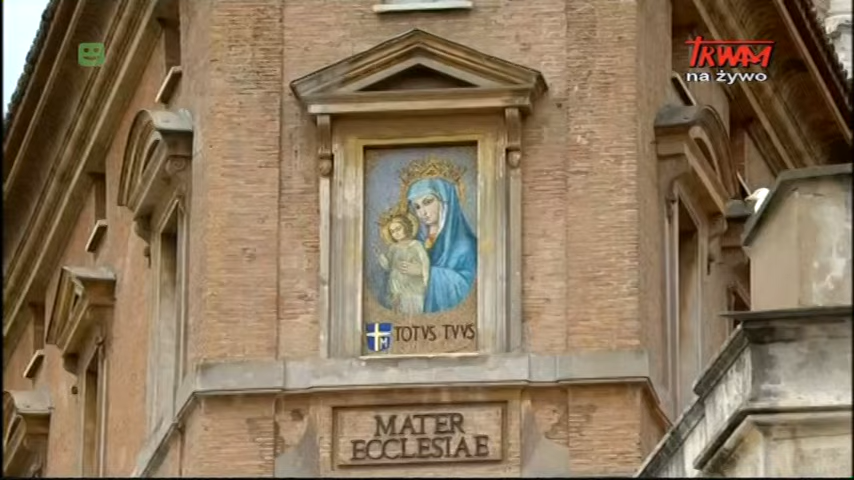 TRWAM
na żywo
TOTVS TVVS
M
MATER
ECCLESIAE